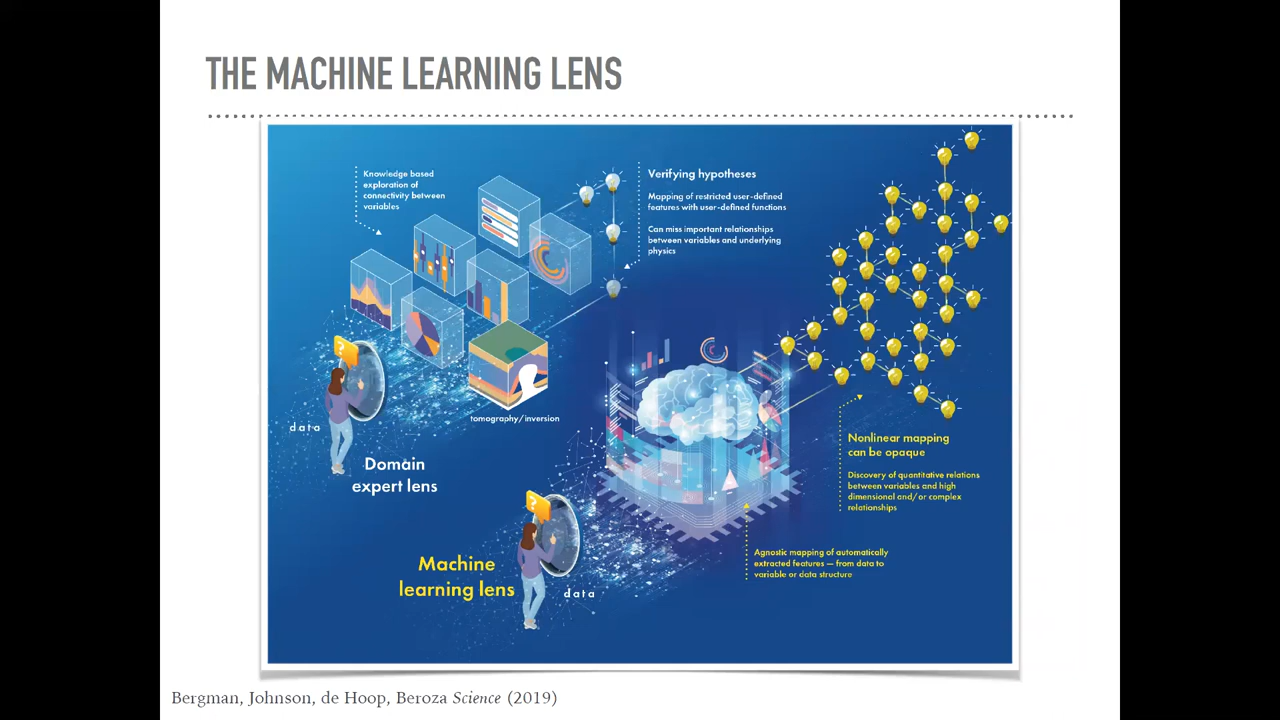 THE MACHINE LEARNING LENS
Knowledge based
exploration of
connectivity between
variables
Verifying hypotheses
Mapping of restricted user-defined
features with user-defined functions
Can miss important relationships
between variables and underlying
physics
?
data
tomography/inversion
Domain
expert lens
Nonlinear mapping
can be opaque
Discovery of quantitative relations
between variables and high
dimensional and/or complex
relationships
?
Machine
learning lens
data
Agnostic mapping of automatically
extracted features — from data to
variable or data structure
Bergman, Johnson, de Hoop, Beroza Science (2019)